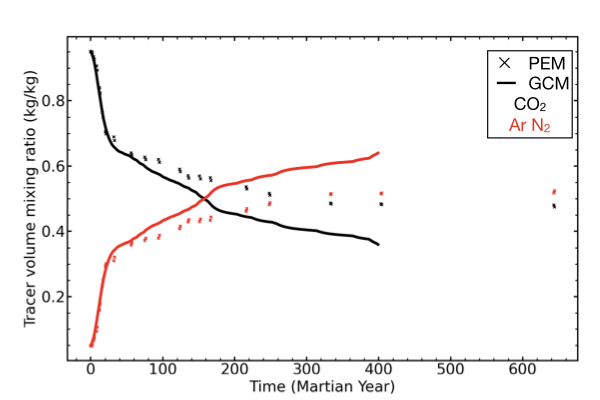 Tracer volume mixing ratio (kg/kg)
0.8
0.6
0.4
0.2
0 100 200 300 400 500 600
Time (Martian Year)
× PEM
GCM
CO₂
Ar N₂